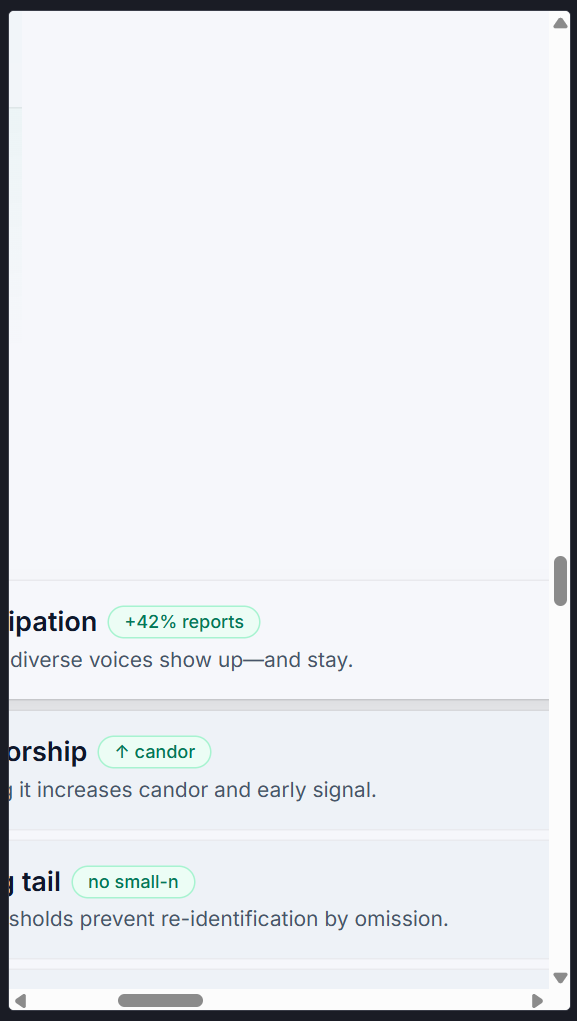 ipation +42% reports
diverse voices show up—and stay.
orship ↑ candor
g it increases candor and early signal.
g tail no small-n
sholds prevent re-identification by omission.